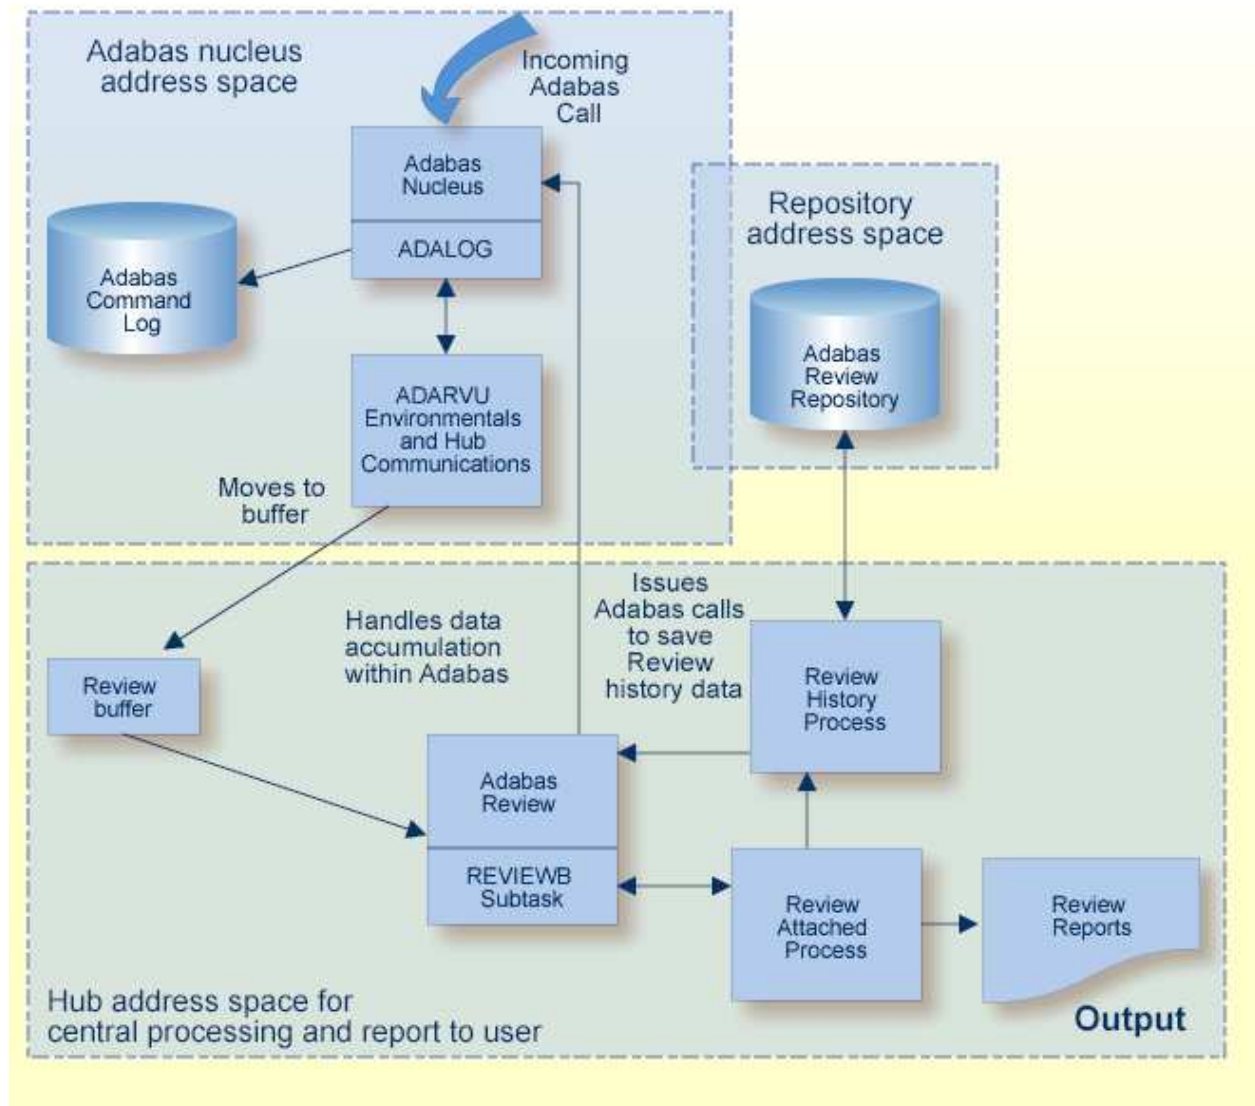 Adabas nucleus
address space
Incoming
Adabas
Call
Adabas
Nucleus
ADALOG
Adabas
Command
Log
Repository
address space
Adabas
Review
Repository
ADARVU
Environmentals
and Hub
Communications
Moves to
buffer
Handles data
accumulation
within Adabas
Issues
Adabas calls
to save
Review
history data
Review
buffer
Review
History
Process
Adabas
Review
REVIEWB
Subtask
Review
Attached
Process
Review
Reports
Hub address space for
central processing and report to user
Output